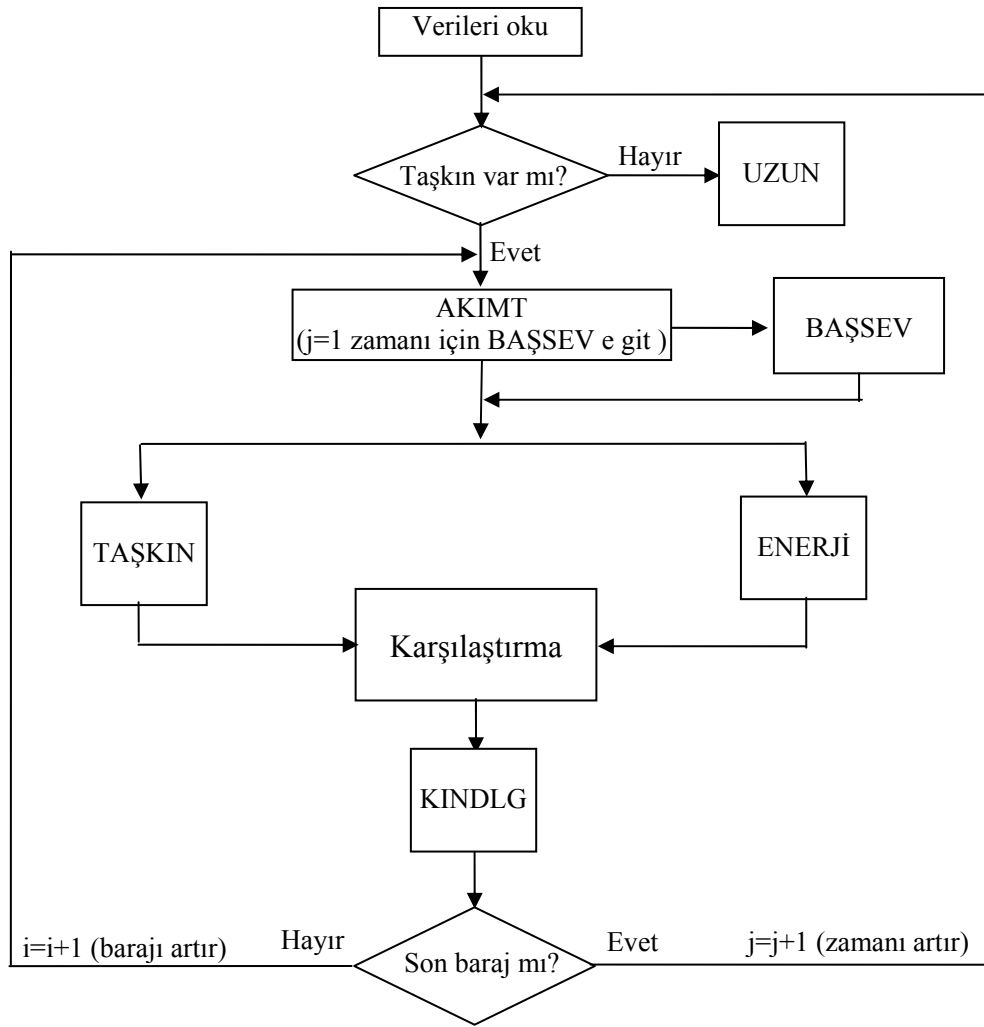 Verileri oku
Taşkın var mı?
Hayır
UZUN
Evet
AKIMT
(j=1 zamanı için BAŞSEV e git )
BAŞSEV
TAŞKIN
ENERJİ
Karşılaştırma
KINDLG
i=i+1 (barajı artır)
Hayır
Son baraj mı?
Evet
j=j+1 (zamanı artır)